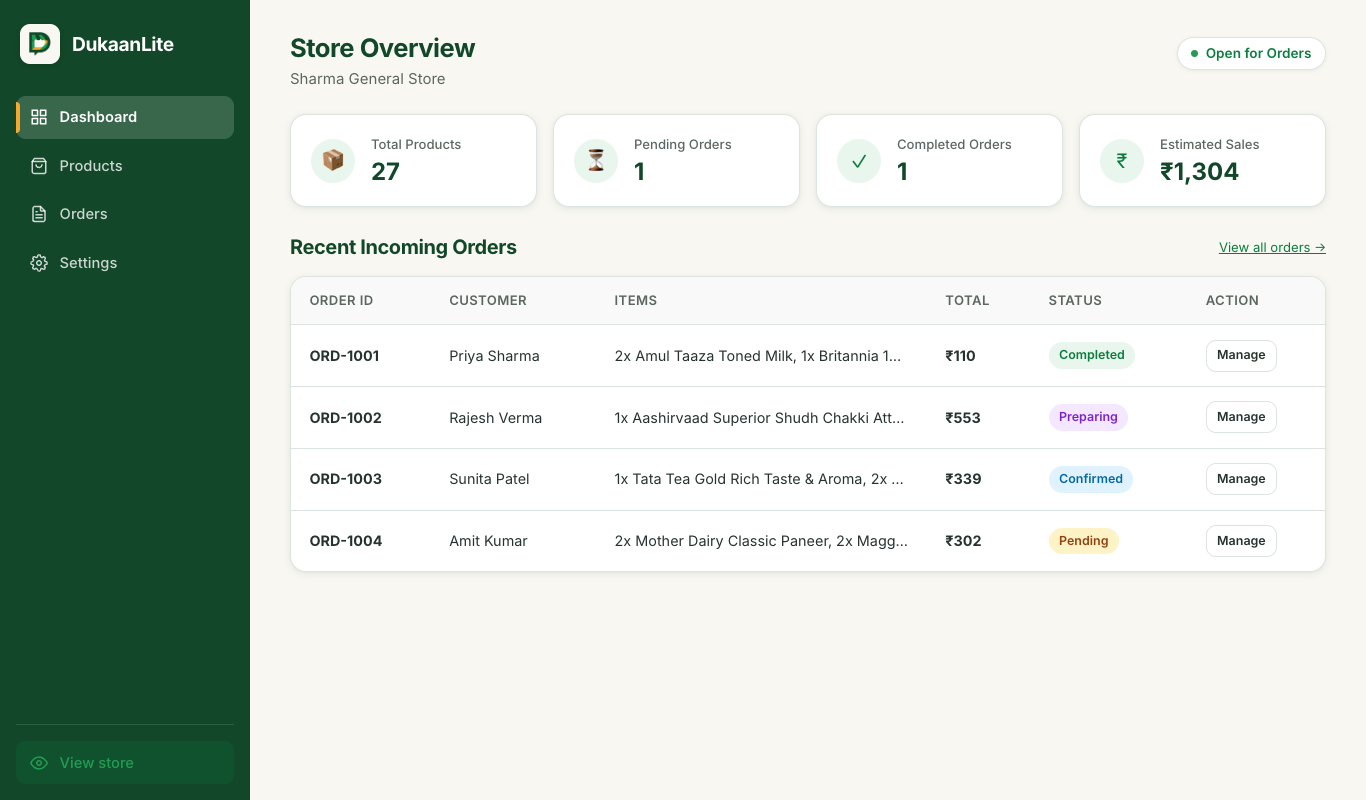 DukaanLite
Dashboard
Products
Orders
Settings
View store
Store Overview
Sharma General Store
Open for Orders
Total Products
27
Pending Orders
1
Completed Orders
1
₹
Estimated Sales
₹1,304
Recent Incoming Orders
View all orders →
ORDER ID CUSTOMER ITEMS TOTAL STATUS ACTION
ORD-1001 Priya Sharma 2x Amul Taaza Toned Milk, 1x Britannia 1... ₹110 Completed Manage
ORD-1002 Rajesh Verma 1x Aashirvaad Superior Shudh Chakki Att... ₹553 Preparing Manage
ORD-1003 Sunita Patel 1x Tata Tea Gold Rich Taste & Aroma, 2x ... ₹339 Confirmed Manage
ORD-1004 Amit Kumar 2x Mother Dairy Classic Paneer, 2x Magg... ₹302 Pending Manage